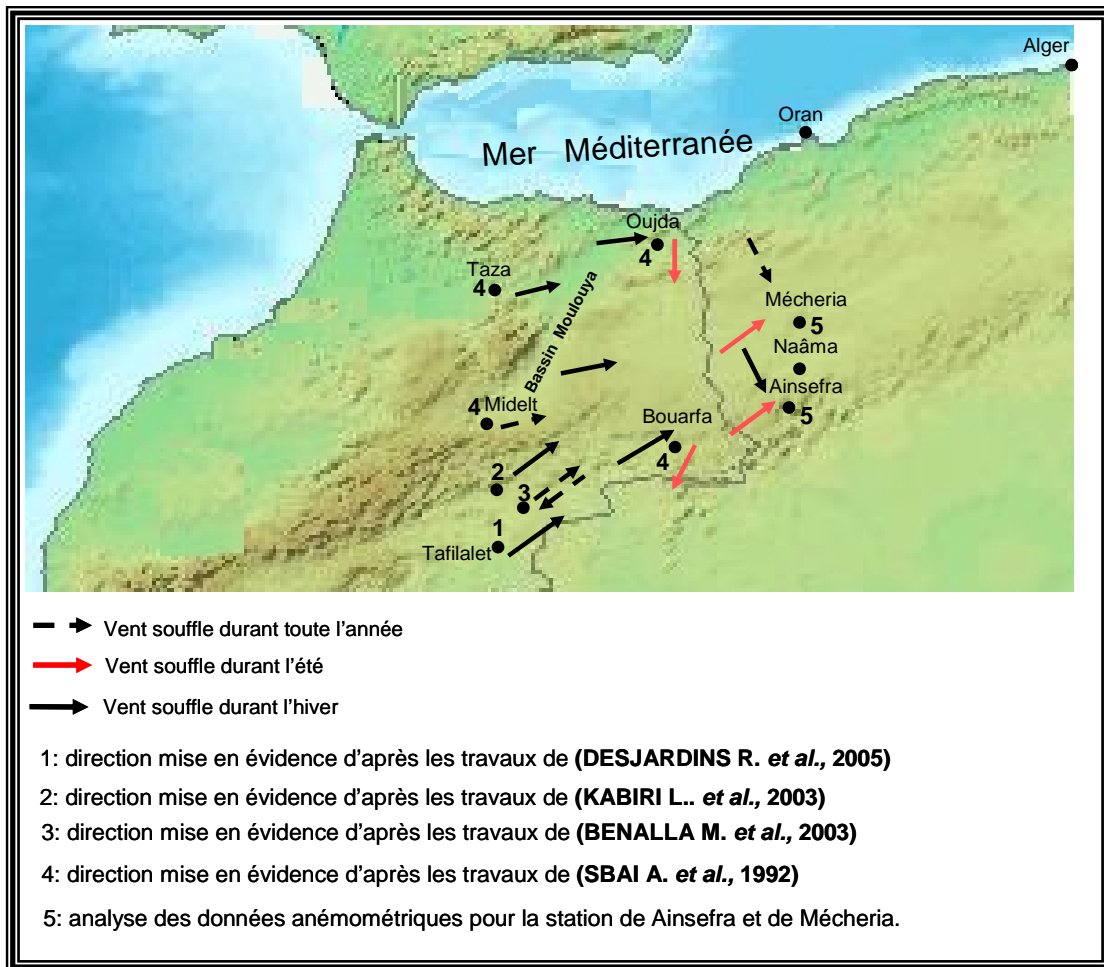 Alger
Oran
Mer Méditerranée
Oujda
4
Taza
4
Bassin Moulouya
Mécheria
5
Naâma
Ainsefra
5
4 Midelt
Bouarfa
4
2
3
1
Tafilalet
Vent souffle durant toute l'année
Vent souffle durant l'été
Vent souffle durant l'hiver
1: direction mise en évidence d'après les travaux de (DESJARDINS R. et al., 2005)
2: direction mise en évidence d'après les travaux de (KABIRI L.. et al., 2003)
3: direction mise en évidence d'après les travaux de (BENALLA M. et al., 2003)
4: direction mise en évidence d'après les travaux de (SBAI A. et al., 1992)
5: analyse des données anémométriques pour la station de Ainsefra et de Mécheria.